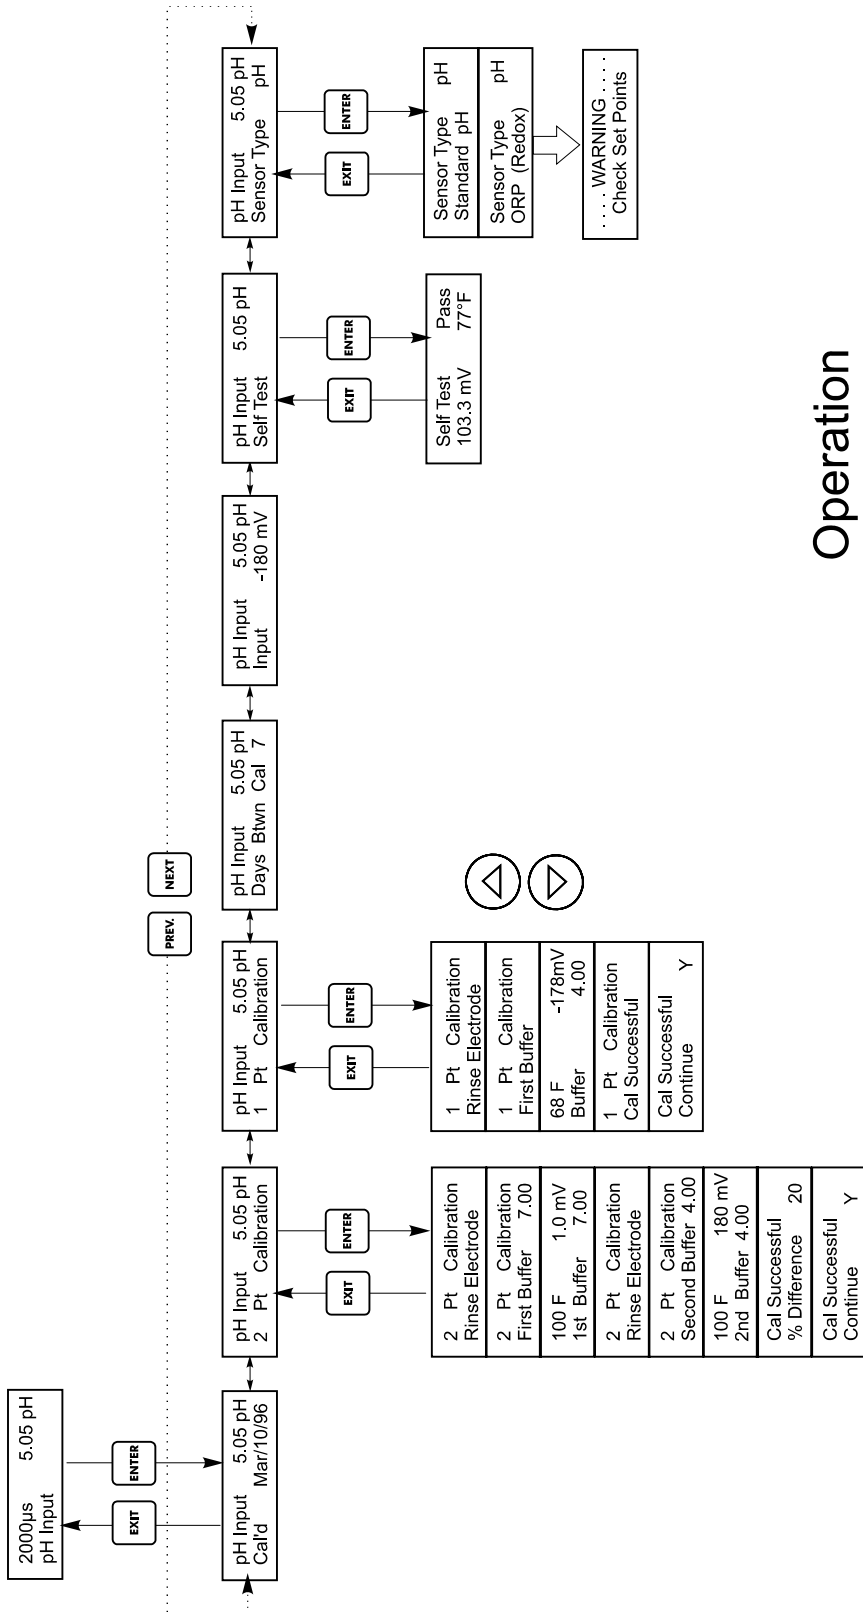 2000µs 5.05 pH
pH Input
EXIT
ENTER
PREV.
NEXT
pH Input 5.05 pH
Cal'd Mar/10/96
pH Input 5.05 pH
2 Pt Calibration
pH Input 5.05 pH
1 Pt Calibration
pH Input 5.05 pH
Days Btwn Cal 7
pH Input 5.05 pH
Input -180 mV
pH Input 5.05 pH
Self Test
pH Input 5.05 pH
Sensor Type pH
EXIT
ENTER
EXIT
ENTER
EXIT
ENTER
EXIT
ENTER
2 Pt Calibration
Rinse Electrode
2 Pt Calibration
First Buffer 7.00
100 F 1.0 mV
1st Buffer 7.00
2 Pt Calibration
Rinse Electrode
2 Pt Calibration
Second Buffer 4.00
100 F 180 mV
2nd Buffer 4.00
Cal Successful
% Difference 20
Cal Successful
Continue Y
1 Pt Calibration
Rinse Electrode
1 Pt Calibration
First Buffer
68 F -178mV
Buffer 4.00
1 Pt Calibration
Cal Successful
Cal Successful
Continue Y
Self Test Pass
103.3 mV 77°F
Sensor Type pH
Standard pH
Sensor Type pH
ORP (Redox)
. . . . WARNING . . . .
Check Set Points
Operation